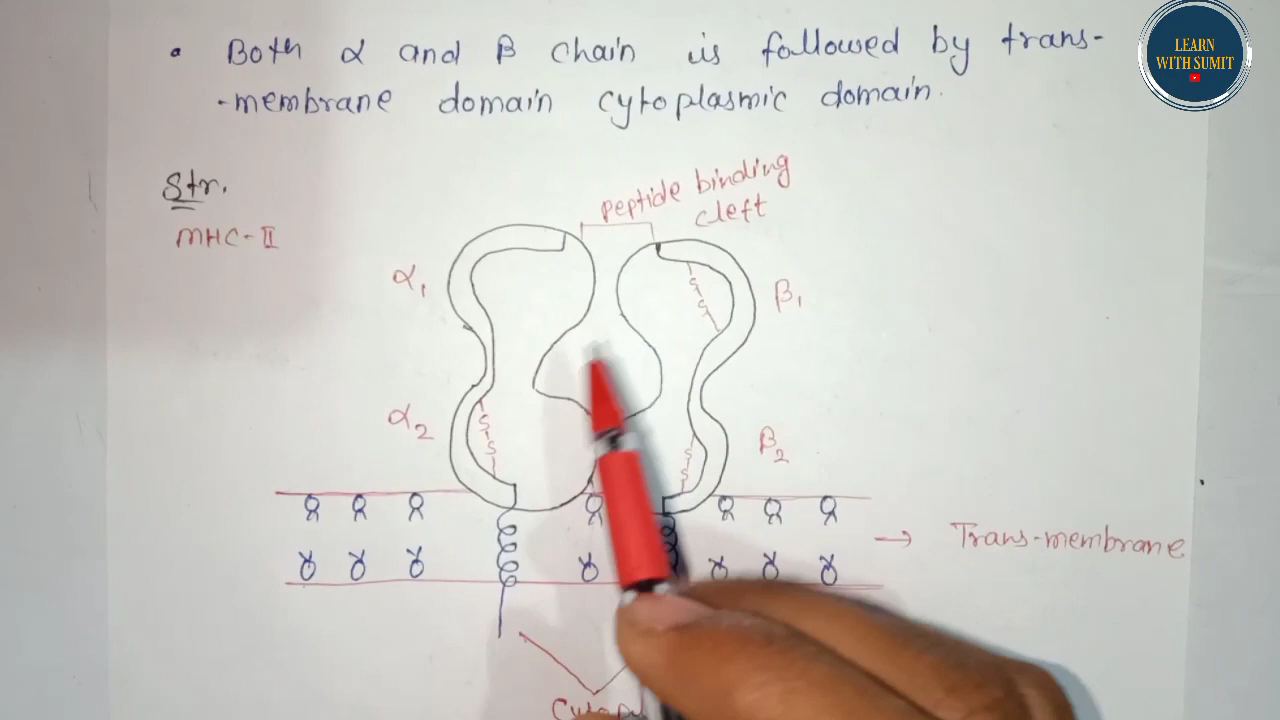 • Both α and β chain is followed by trans-
-membrane domain cytoplasmic domain.
LEARN
WITH SUMIT
Str.
MHC-II
Peptide binding
cleft
α1
β1
S
S
α2
β2
S
S
S
S
→ Trans-membrane